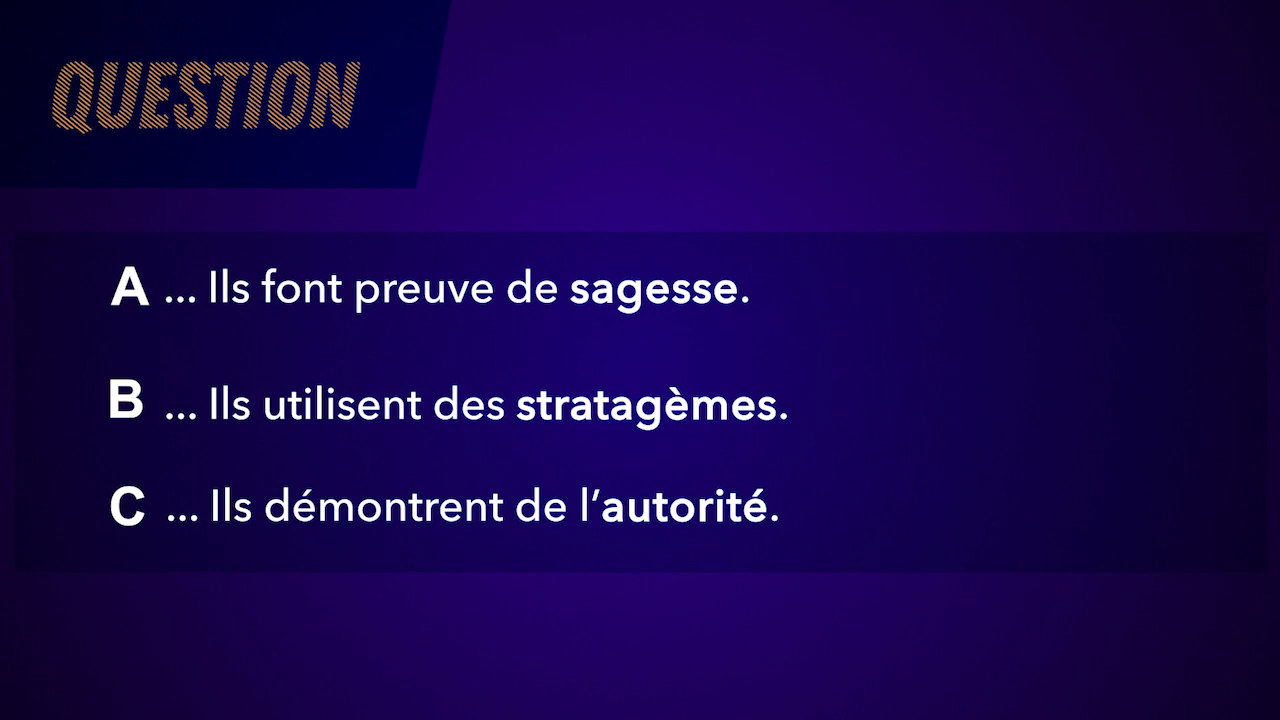 QUESTION
A ... Ils font preuve de sagesse.
B ... Ils utilisent des stratagèmes.
C ... Ils démontrent de l’autorité.